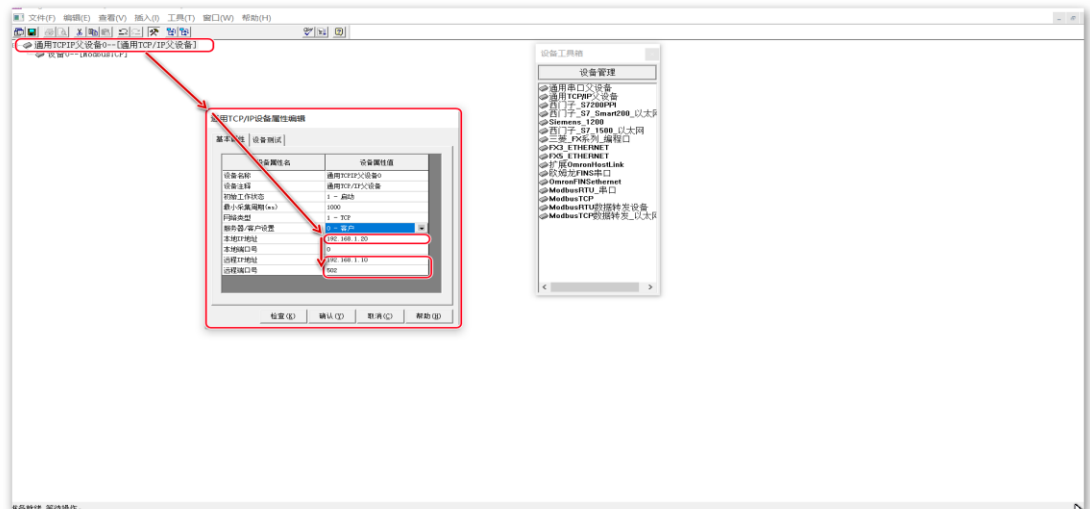 文件(F) 编辑(E) 查看(V) 插入(I) 工具(T) 窗口(W) 帮助(H)
通用TCPIP父设备0--[通用TCP/IP父设备]
设备0--[ModbusTCP]
设备工具箱
设备管理
通用串口父设备
通用TCP/IP父设备
西门子_S7200PPI
西门子_S7_Smart200_以太网
Siemens_1200
西门子_S7_1500_以太网
三菱_FX系列_编程口
FX3_ETHERNET
FX5_ETHERNET
扩展OmronHostLink
欧姆龙FINS串口
OmronFINSethernet
ModbusRTU_串口
ModbusTCP
ModbusRTU数据转发设备
ModbusTCP数据转发_以太网
通用TCP/IP设备属性编辑
基本属性 设备测试
设备属性名 设备属性值
设备名称 通用TCPIP父设备0
设备注释 通用TCP/IP父设备
初始工作状态 1 - 启动
最小采集周期(ms) 1000
网络类型 1 - TCP
服务器/客户设置 0 - 客户
本地IP地址 192.168.1.20
本地端口号 0
远程IP地址 192.168.1.10
远程端口号 502
检查(K) 确认(Y) 取消(C) 帮助(H)
准备就绪,等待操作